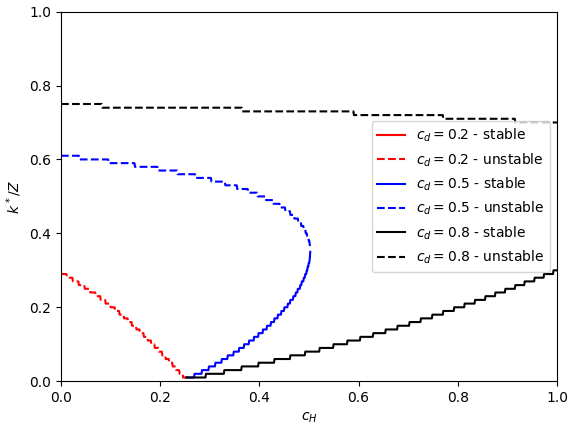 1.0
0.8
0.6
0.4
0.2
0.0
k*/Z
0.0 0.2 0.4 0.6 0.8 1.0
c_H
c_d = 0.2 - stable
c_d = 0.2 - unstable
c_d = 0.5 - stable
c_d = 0.5 - unstable
c_d = 0.8 - stable
c_d = 0.8 - unstable